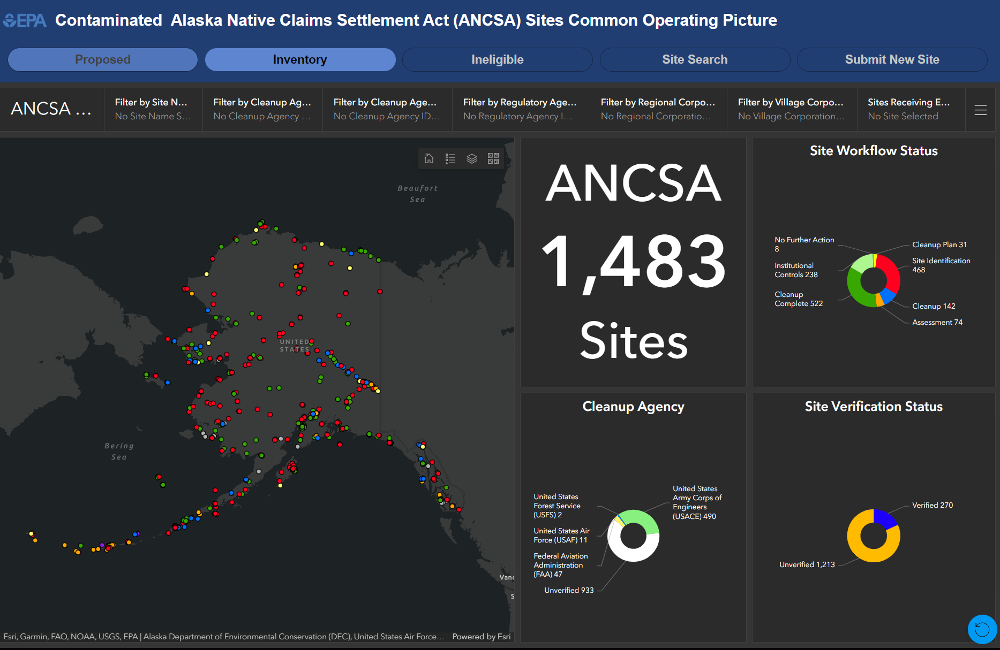 EPA Contaminated Alaska Native Claims Settlement Act (ANCSA) Sites Common Operating Picture
Proposed
Inventory
Ineligible
Site Search
Submit New Site
ANCSA ...
Filter by Site N...
No Site Name S...
Filter by Cleanup Ag...
No Cleanup Agency ...
Filter by Cleanup Age...
No Cleanup Agency ID...
Filter by Regulatory Age...
No Regulatory Agency I...
Filter by Regional Corpo...
No Regional Corporatio...
Filter by Village Corpo...
No Village Corporation...
Sites Receiving E...
No Site Selected
Beaufort
Sea
UNITED
STATES
Bering
Sea
Vanc
S
Esri, Garmin, FAO, NOAA, USGS, EPA | Alaska Department of Environmental Conservation (DEC), United States Air Force...
Powered by Esri
ANCSA
1,483
Sites
Site Workflow Status
No Further Action
8
Institutional
Controls 238
Cleanup
Complete 522
Cleanup Plan 31
Site Identification
468
Cleanup 142
Assessment 74
Cleanup Agency
United States
Forest Service
(USFS) 2
United States Air
Force (USAF) 11
Federal Aviation
Administration
(FAA) 47
Unverified 933
United States
Army Corps of
Engineers
(USACE) 490
Site Verification Status
Verified 270
Unverified 1,213